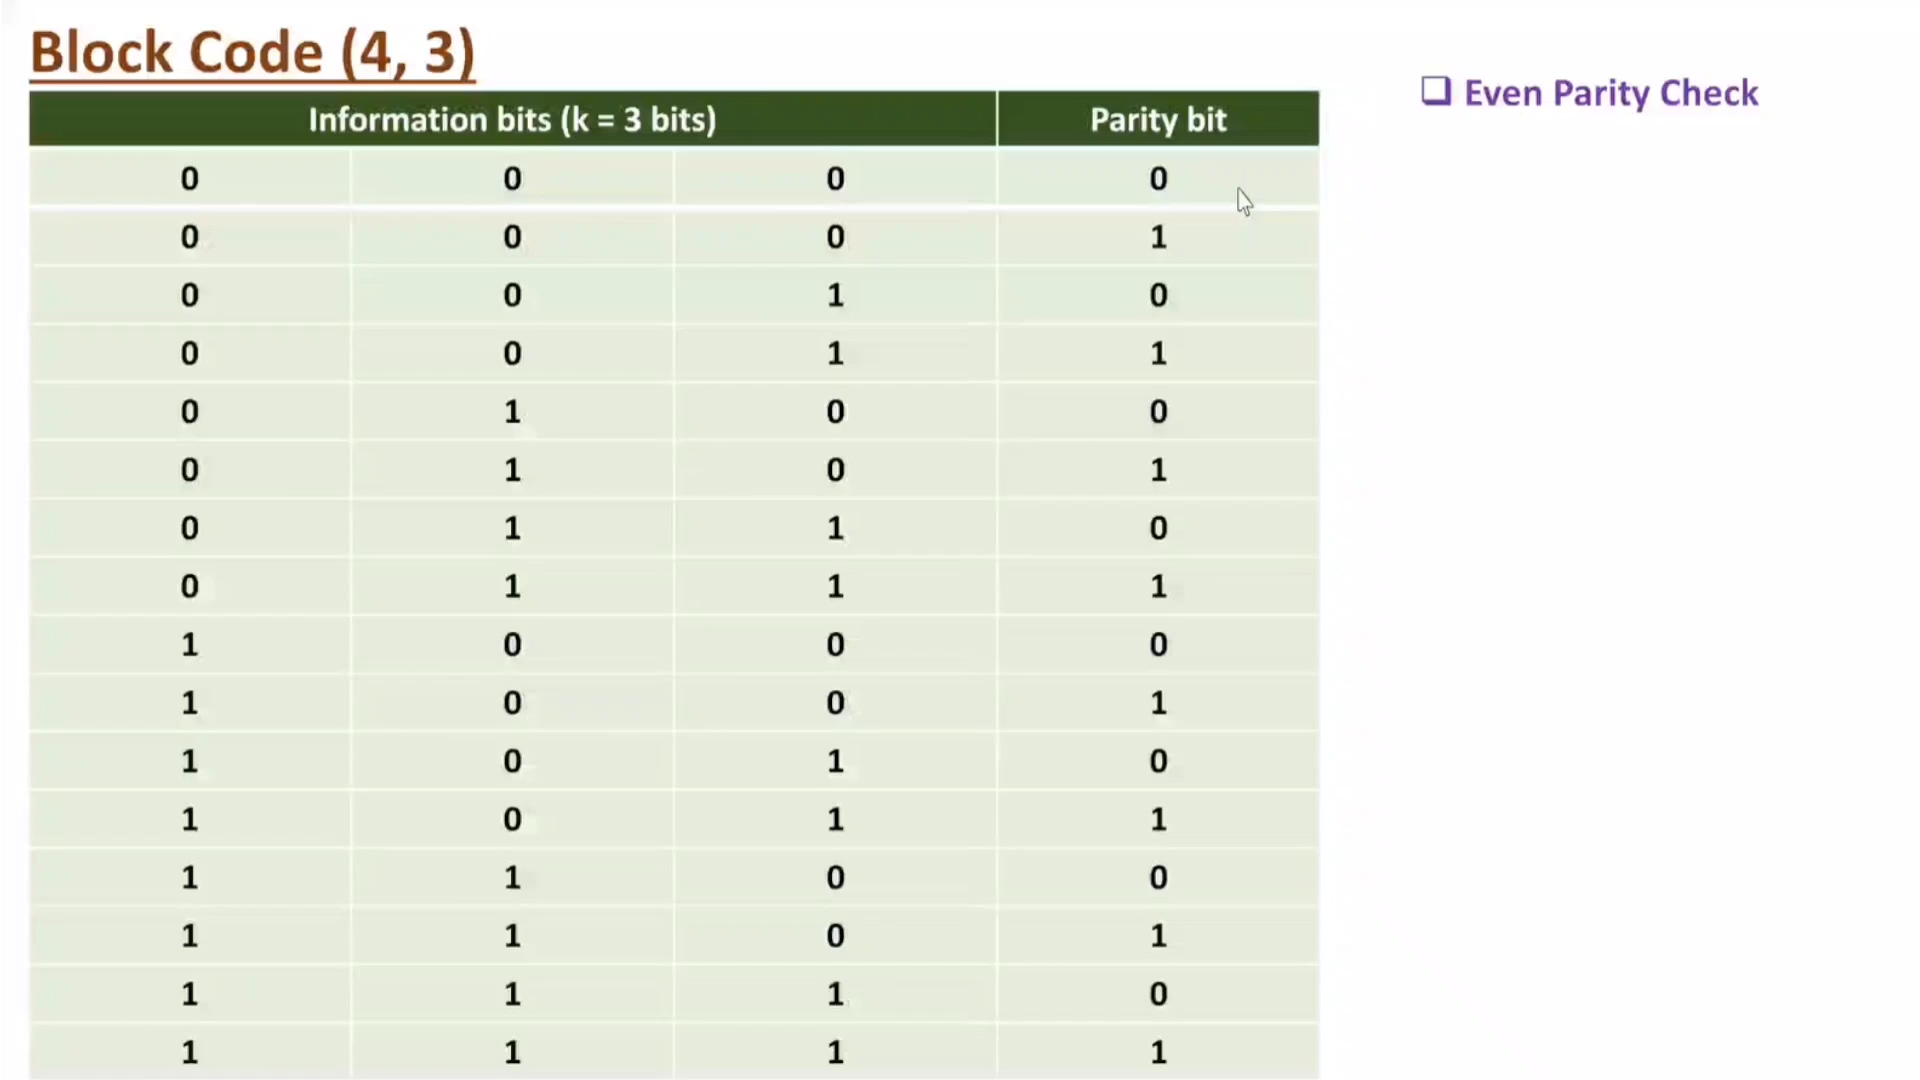 Block Code (4, 3)
❑ Even Parity Check
Information bits (k = 3 bits) Parity bit
0 0 0 0
0 0 0 1
0 0 1 0
0 0 1 1
0 1 0 0
0 1 0 1
0 1 1 0
0 1 1 1
1 0 0 0
1 0 0 1
1 0 1 0
1 0 1 1
1 1 0 0
1 1 0 1
1 1 1 0
1 1 1 1